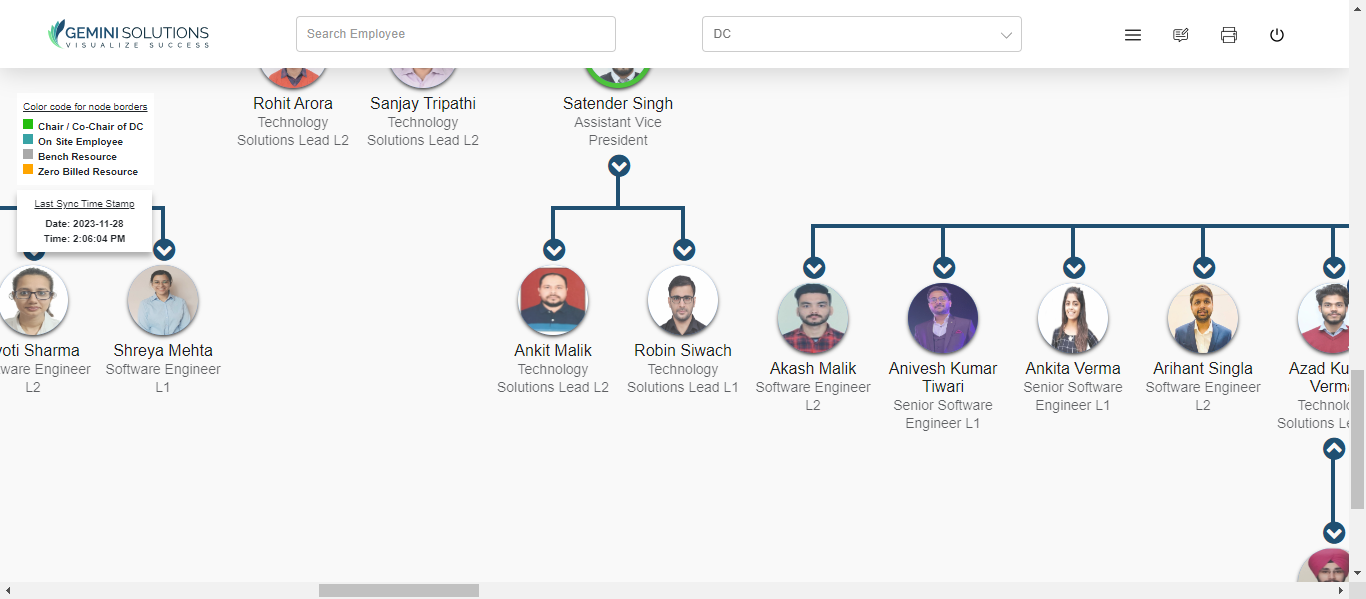 GEMINI SOLUTIONS
VISUALIZE SUCCESS
Search Employee
DC
Color code for node borders
Chair / Co-Chair of DC
On Site Employee
Bench Resource
Zero Billed Resource
Last Sync Time Stamp
Date: 2023-11-28
Time: 2:06:04 PM
Rohit Arora
Technology
Solutions Lead L2
Sanjay Tripathi
Technology
Solutions Lead L2
Satender Singh
Assistant Vice
President
yoti Sharma
ware Engineer
L2
Shreya Mehta
Software Engineer
L1
Ankit Malik
Technology
Solutions Lead L2
Robin Siwach
Technology
Solutions Lead L1
Akash Malik
Software Engineer
L2
Anivesh Kumar
Tiwari
Senior Software
Engineer L1
Ankita Verma
Senior Software
Engineer L1
Arihant Singla
Software Engineer
L2
Azad Ku
Verma
Technol
Solutions Le